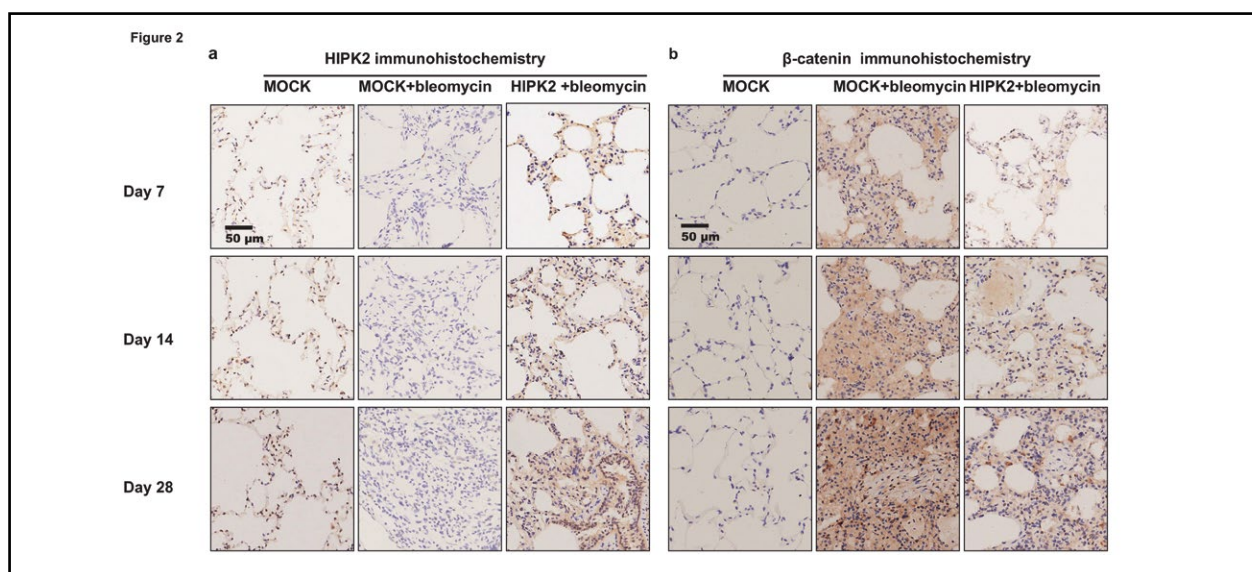 Figure 2
a
HIPK2 immunohistochemistry
MOCK
MOCK+bleomycin
HIPK2 +bleomycin
b
β-catenin immunohistochemistry
MOCK
MOCK+bleomycin
HIPK2+bleomycin
Day 7
50 μm
50 μm
Day 14
Day 28